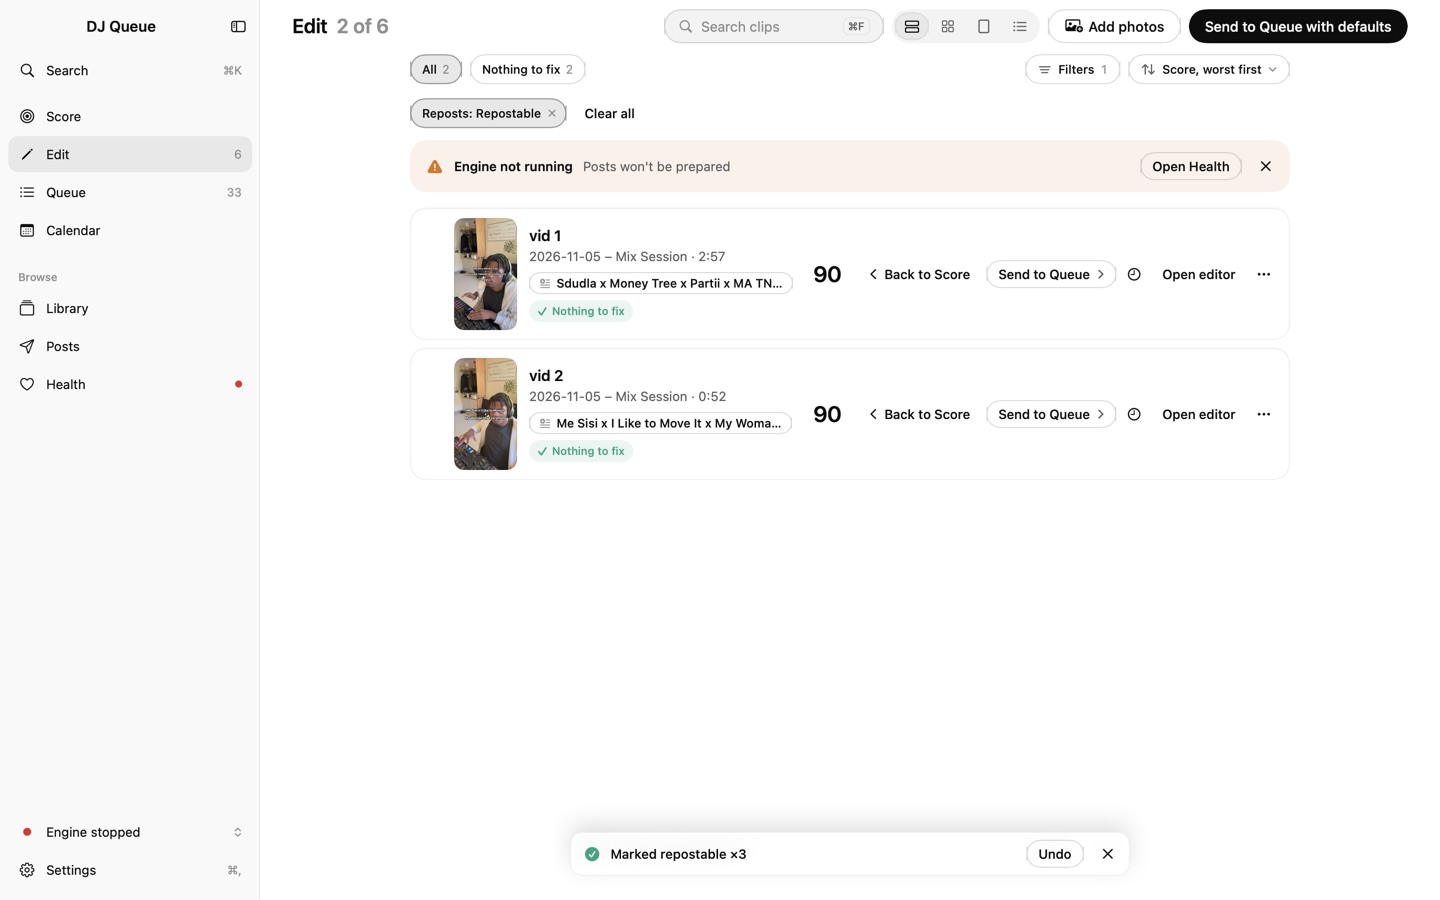 DJ Queue
Search ⌘K
Score
Edit 6
Queue 33
Calendar
Browse
Library
Posts
Health
Engine stopped
Settings ⌘,
Edit 2 of 6
Search clips ⌘F
Add photos
Send to Queue with defaults
All 2
Nothing to fix 2
Filters 1
Score, worst first
Reposts: Repostable
Clear all
Engine not running Posts won't be prepared
Open Health
vid 1
2026-11-05 – Mix Session · 2:57
Sdudla x Money Tree x Partii x MA TN...
Nothing to fix
90
Back to Score
Send to Queue
Open editor
vid 2
2026-11-05 – Mix Session · 0:52
Me Sisi x I Like to Move It x My Woma...
Nothing to fix
90
Back to Score
Send to Queue
Open editor
Marked repostable ×3
Undo